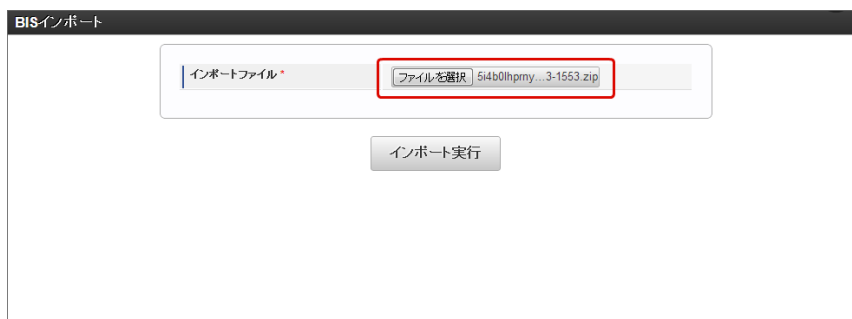 BISインポート
インポートファイル *
ファイルを選択 5i4b0lhpmy...3-1553.zip
インポート実行